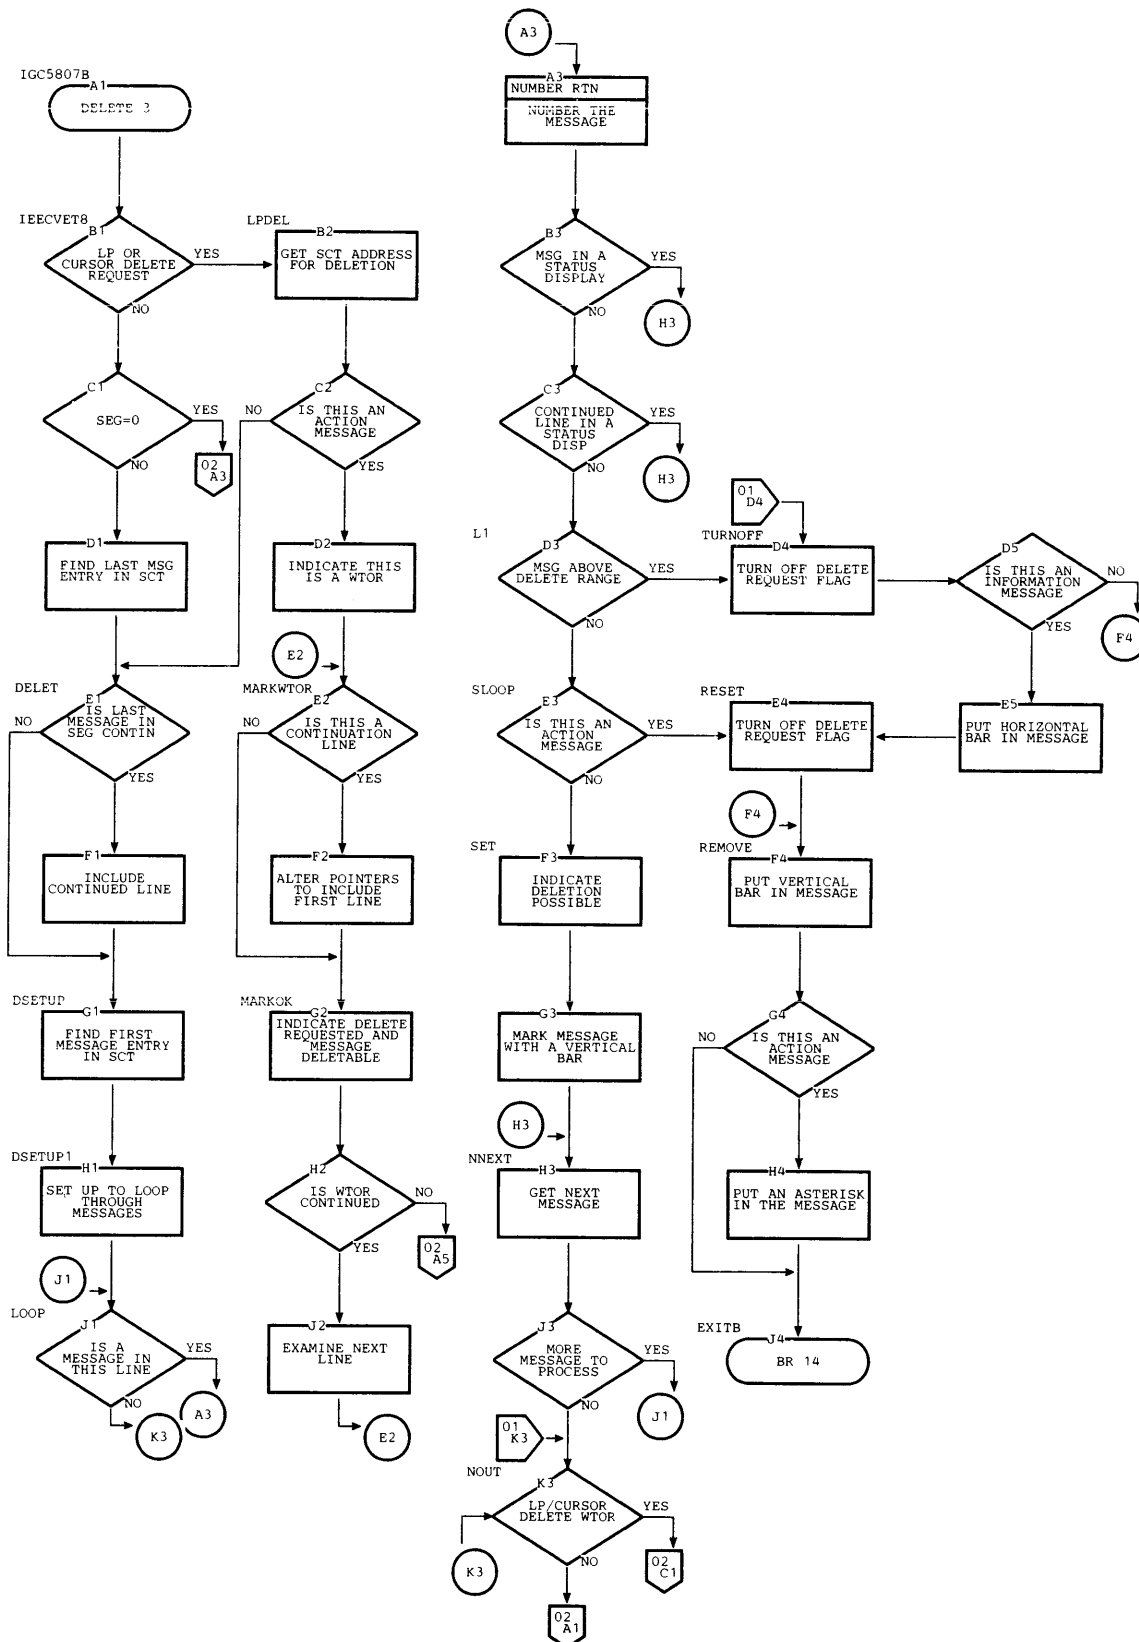 IGC5807B
A1
DELETE 3
IEECVET8
B1
LP OR
CURSOR DELETE
REQUEST
YES
NO
C1
SEG=0
YES
NO
02
A3
D1
FIND LAST MSG
ENTRY IN SCT
DELET
E1
IS LAST
MESSAGE IN
SEG CONTIN
NO
YES
F1
INCLUDE
CONTINUED LINE
DSETUP
G1
FIND FIRST
MESSAGE ENTRY
IN SCT
DSETUP1
H1
SET UP TO LOOP
THROUGH
MESSAGES
J1
LOOP
J1
IS A
MESSAGE IN
THIS LINE
YES
NO
K3
A3
LPDEL
B2
GET SCT ADDRESS
FOR DELETION
C2
IS THIS AN
ACTION
MESSAGE
NO
YES
D2
INDICATE THIS
IS A WTOR
E2
MARKWTOR
E2
IS THIS A
CONTINUATION
LINE
NO
YES
F2
ALTER POINTERS
TO INCLUDE
FIRST LINE
MARKOK
G2
INDICATE DELETE
REQUESTED AND
MESSAGE
DELETABLE
H2
IS WTOR
CONTINUED
NO
YES
02
A5
J2
EXAMINE NEXT
LINE
E2
A3
A3
NUMBER RTN
NUMBER THE
MESSAGE
B3
MSG IN A
STATUS
DISPLAY
YES
NO
H3
C3
CONTINUED
LINE IN A
STATUS
DISP
YES
NO
H3
L1
D3
MSG ABOVE
DELETE RANGE
YES
NO
SLOOP
E3
IS THIS AN
ACTION
MESSAGE
YES
NO
SET
F3
INDICATE
DELETION
POSSIBLE
G3
MARK MESSAGE
WITH A VERTICAL
BAR
H3
NNEXT
H3
GET NEXT
MESSAGE
J3
MORE
MESSAGE TO
PROCESS
YES
NO
J1
01
K3
NOUT
K3
LP/CURSOR
DELETE WTOR
YES
NO
K3
02
C1
02
A1
01
D4
TURNOFF
D4
TURN OFF DELETE
REQUEST FLAG
D5
IS THIS AN
INFORMATION
MESSAGE
NO
YES
F4
RESET
E4
TURN OFF DELETE
REQUEST FLAG
E5
PUT HORIZONTAL
BAR IN MESSAGE
F4
REMOVE
F4
PUT VERTICAL
BAR IN MESSAGE
G4
IS THIS AN
ACTION
MESSAGE
NO
YES
H4
PUT AN ASTERISK
IN THE MESSAGE
EXITB
J4
BR 14